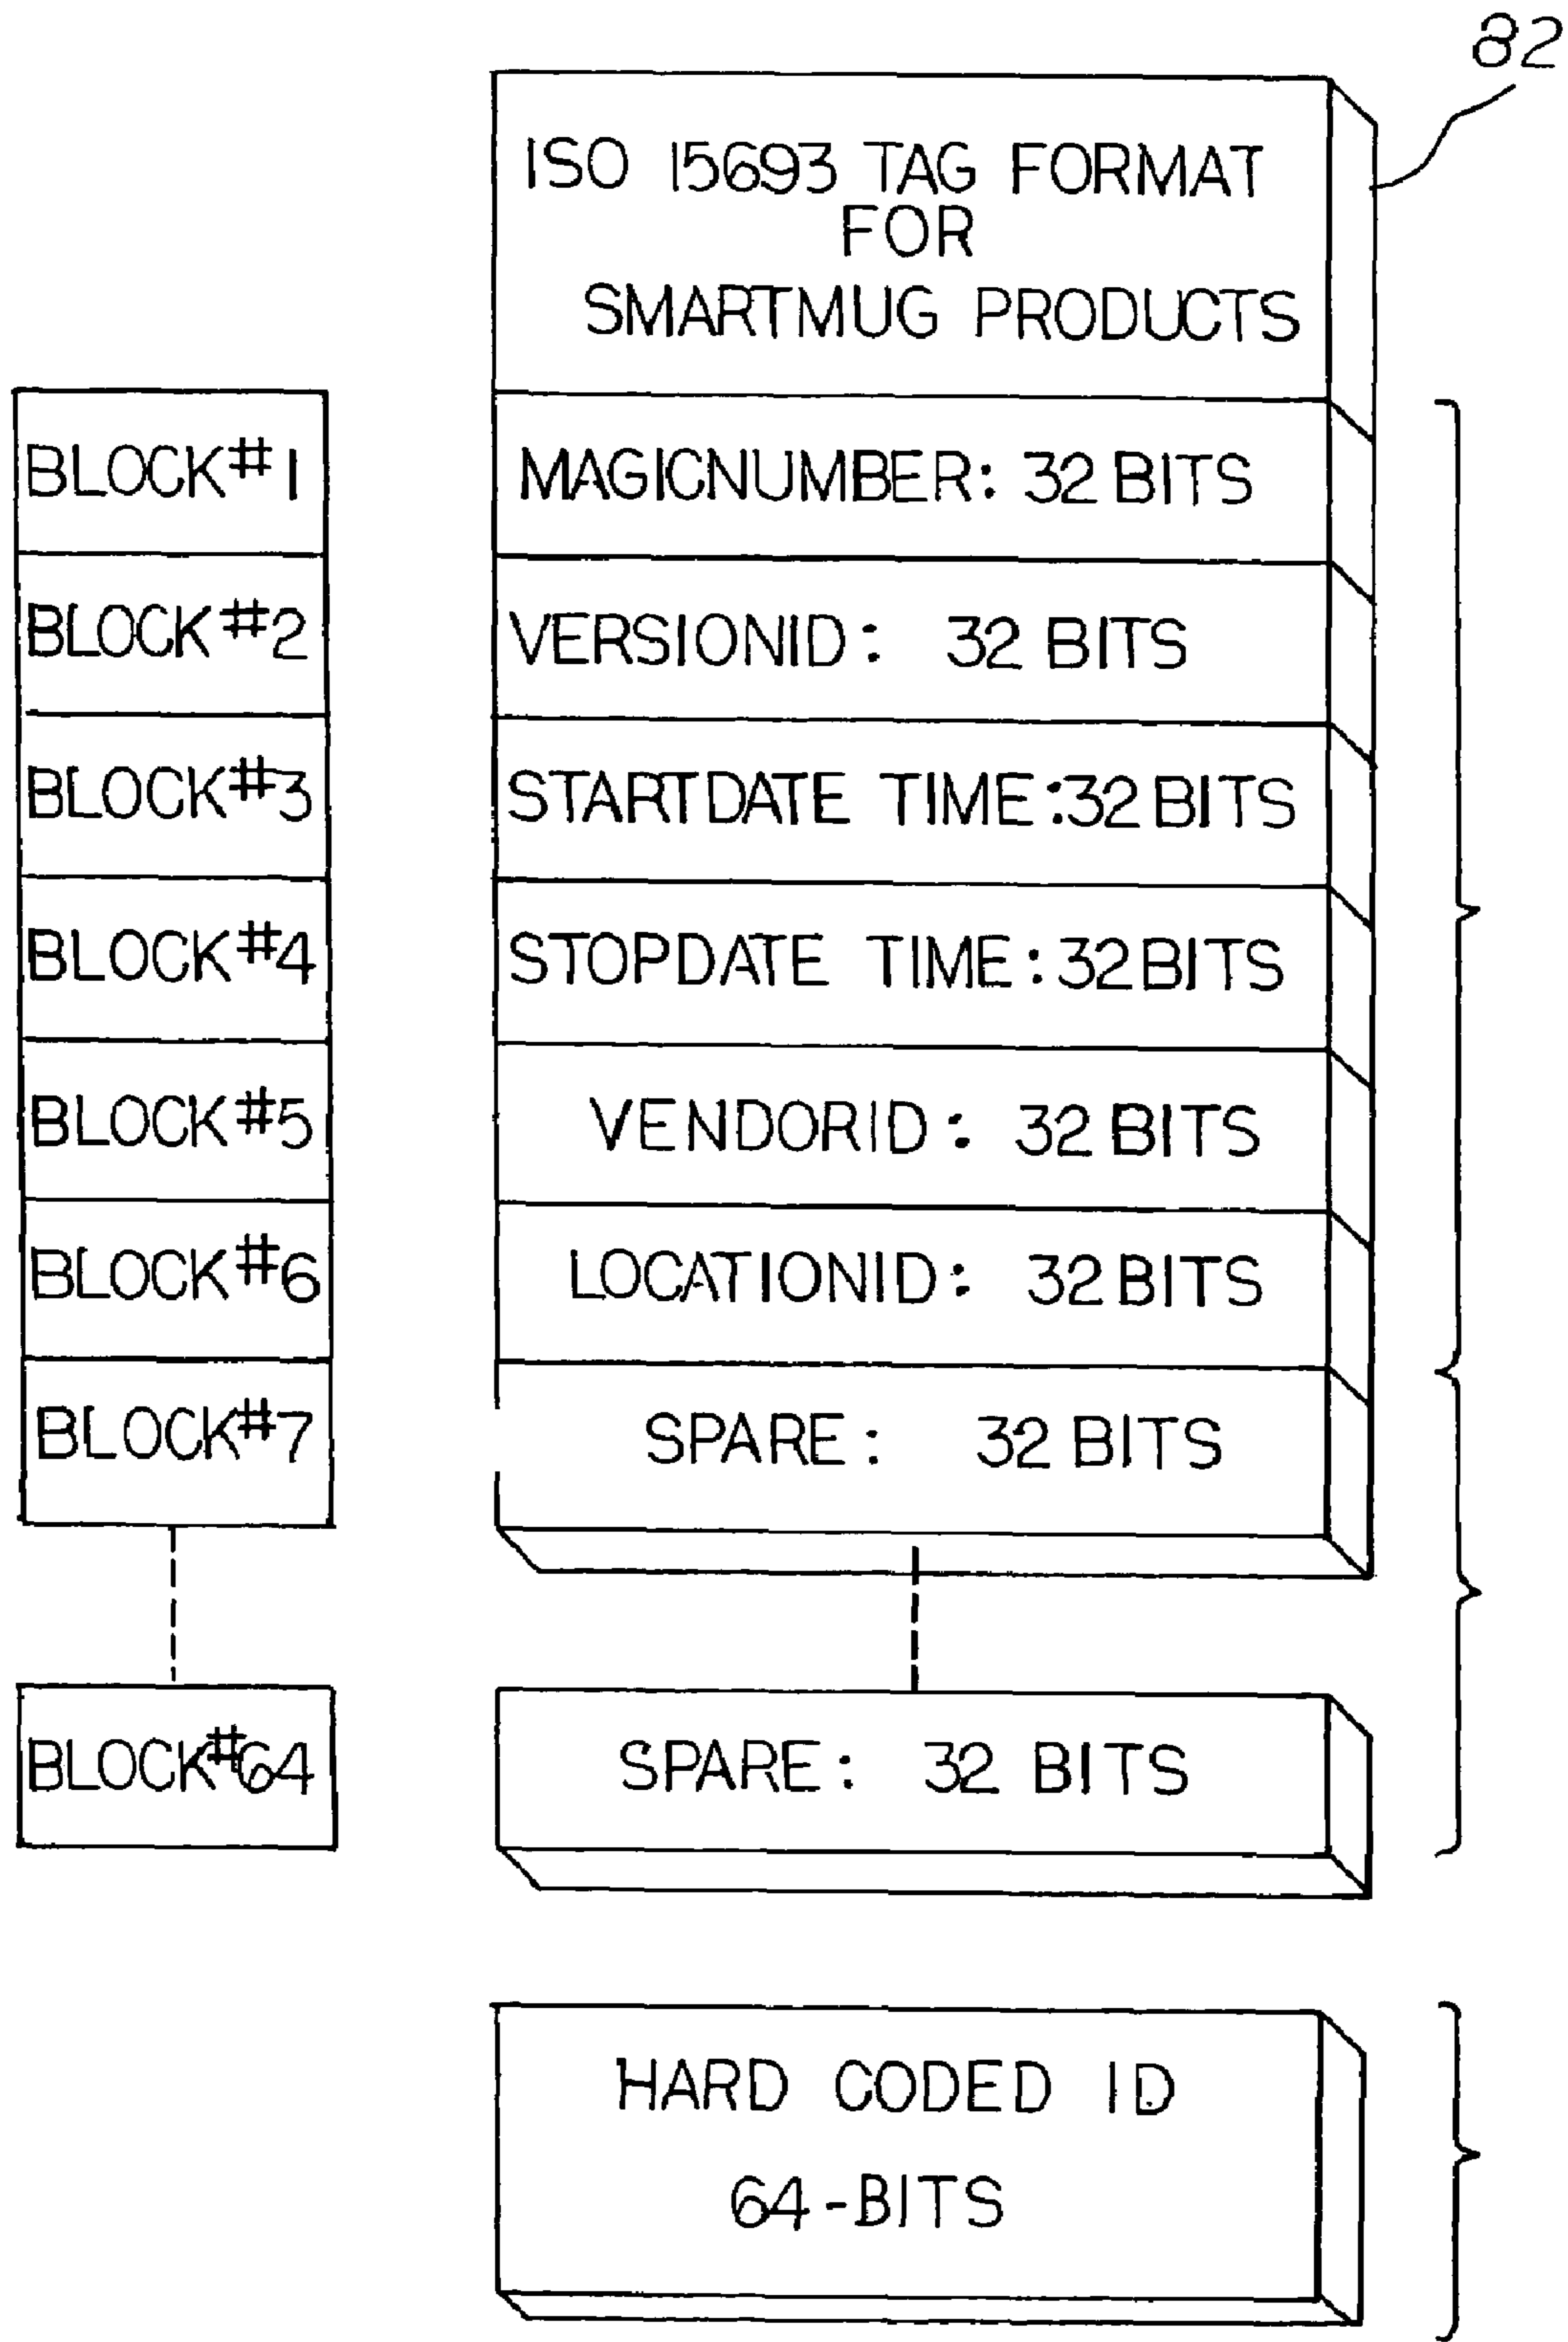 82
ISO 15693 TAG FORMAT
FOR
SMARTMUG PRODUCTS
BLOCK#1 MAGICNUMBER: 32 BITS
BLOCK#2 VERSIONID: 32 BITS
BLOCK#3 STARTDATE TIME:32 BITS
BLOCK#4 STOPDATE TIME:32 BITS
BLOCK#5 VENDORID: 32 BITS
BLOCK#6 LOCATIONID: 32 BITS
BLOCK#7 SPARE: 32 BITS
BLOCK#64 SPARE: 32 BITS
HARD CODED ID
64-BITS